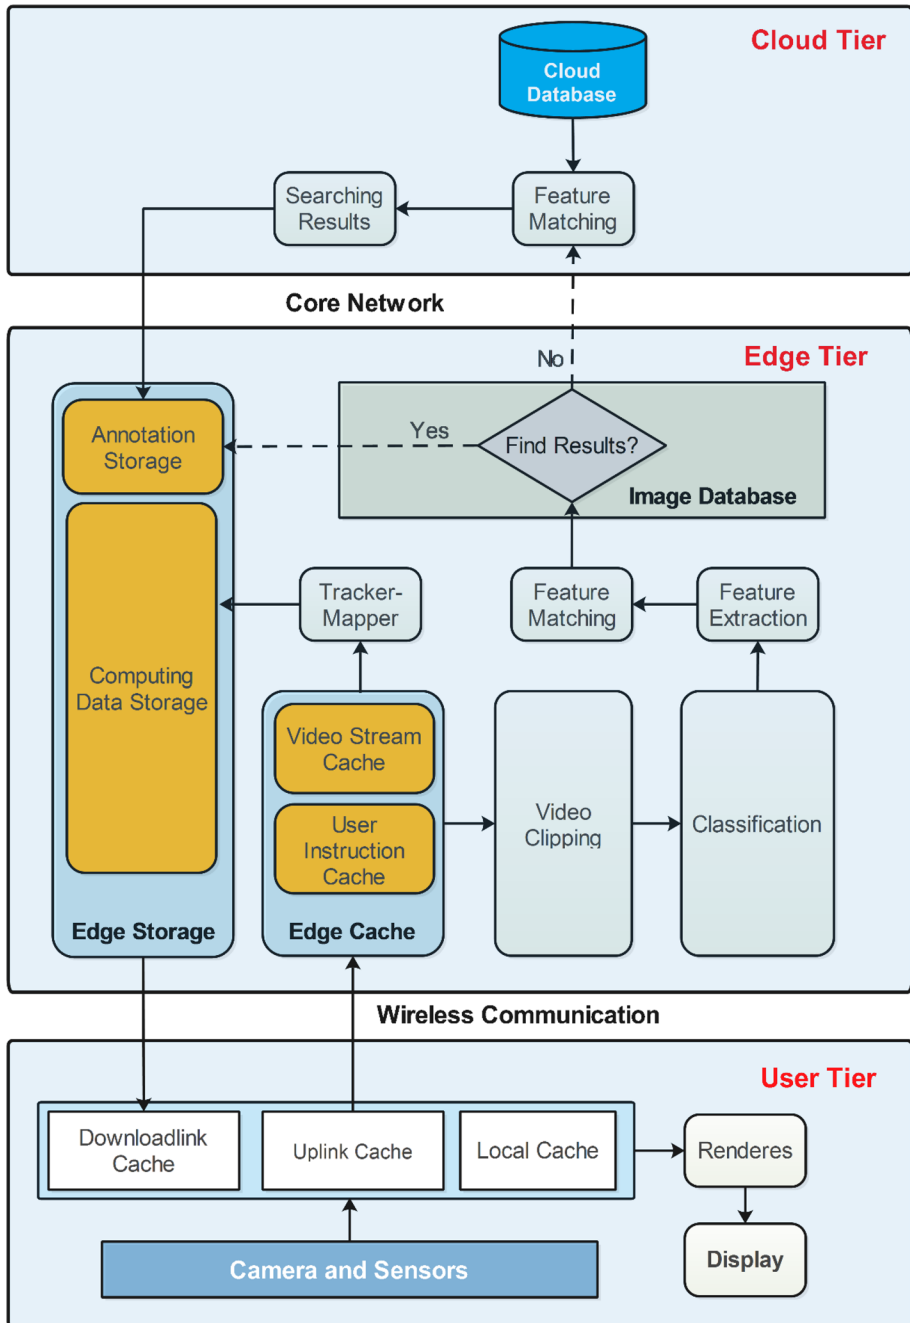 Cloud Tier
Cloud
Database
Searching
Results
Feature
Matching
Core Network
No
Edge Tier
Annotation
Storage
Yes
Find Results?
Image Database
Tracker-
Mapper
Feature
Matching
Feature
Extraction
Computing
Data Storage
Video Stream
Cache
User
Instruction
Cache
Video
Clipping
Classification
Edge Storage
Edge Cache
Wireless Communication
User Tier
Downloadlink
Cache
Uplink Cache
Local Cache
Renderes
Camera and Sensors
Display